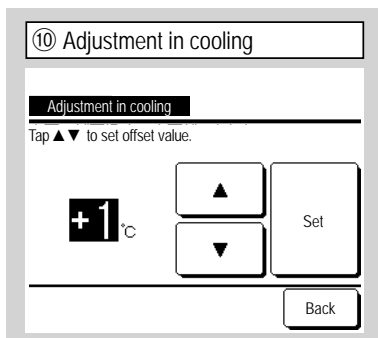 ⑩ Adjustment in cooling
Adjustment in cooling
Tap ▲▼ to set offset value.
▲
+1 °C
Set
▼
Back